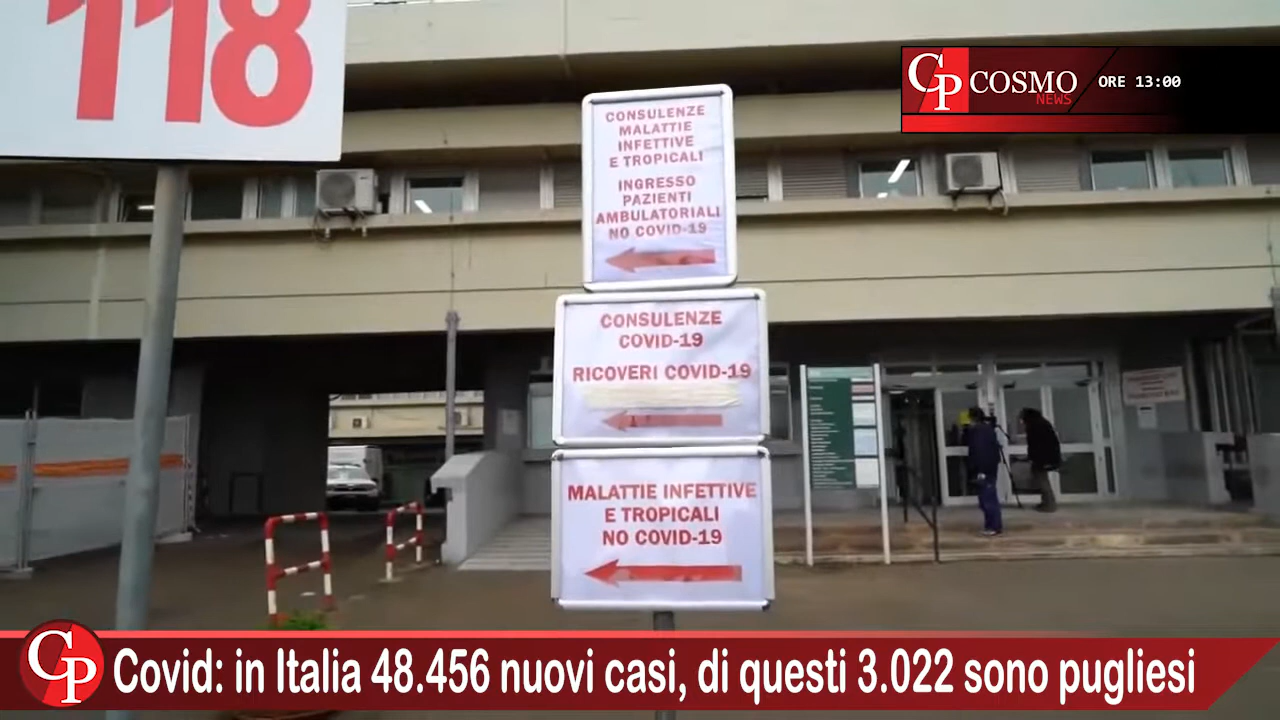 118
CP COSMO
NEWS
ORE 13:00
CONSULENZE
MALATTIE
INFETTIVE
E TROPICALI
INGRESSO
PAZIENTI
AMBULATORIALI
NO COVID-19
CONSULENZE
COVID-19
RICOVERI COVID-19
MALATTIE INFETTIVE
E TROPICALI
NO COVID-19
CP
Covid: in Italia 48.456 nuovi casi, di questi 3.022 sono pugliesi